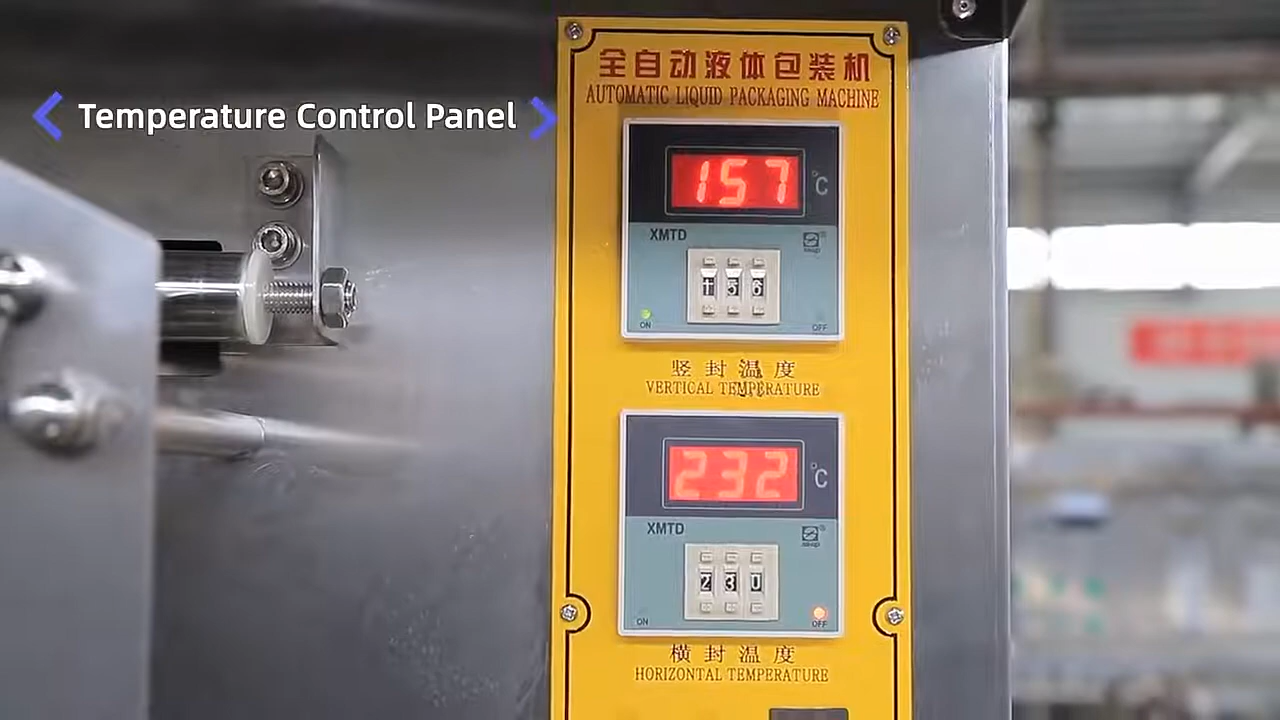 Temperature Control Panel
全自动液体包装机
AUTOMATIC LIQUID PACKAGING MACHINE
157 °C
XMTD
156
ON OFF
竖封温度
VERTICAL TEMPERATURE
232 °C
XMTD
230
ON OFF
横封温度
HORIZONTAL TEMPERATURE